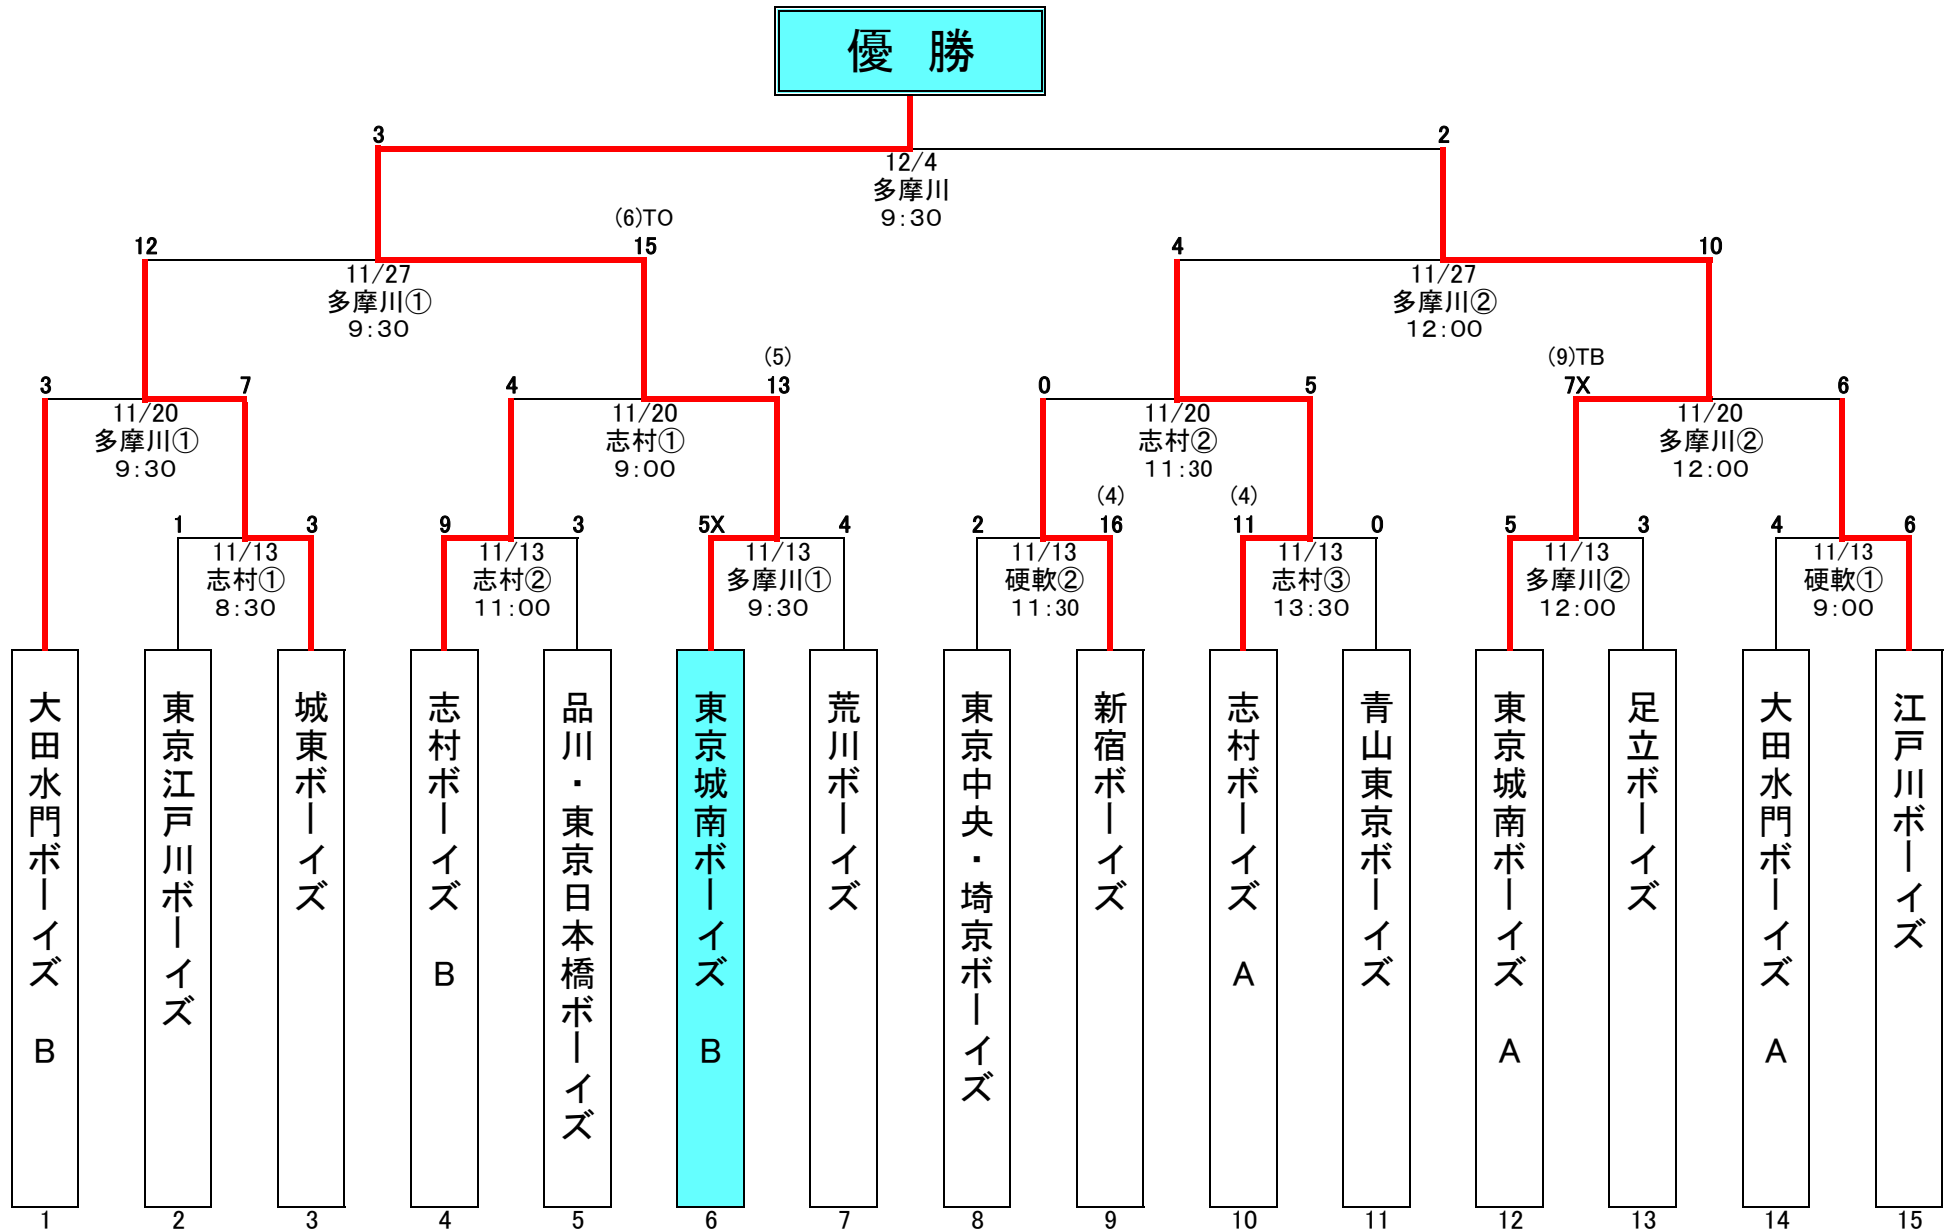 優 勝
3
2
12/4
多摩川
9:30
(6)TO
12
15
4
10
11/27
多摩川①
9:30
11/27
多摩川②
12:00
(5)
(9)TB
3
7
4
13
0
5
7X
6
11/20
多摩川①
9:30
11/20
志村①
9:00
11/20
志村②
11:30
11/20
多摩川②
12:00
(4)
(4)
1
3
9
3
5X
4
2
16
11
0
5
3
4
6
11/13
志村①
8:30
11/13
志村②
11:00
11/13
多摩川①
9:30
11/13
硬軟②
11:30
11/13
志村③
13:30
11/13
多摩川②
12:00
11/13
硬軟①
9:00
大田水門ボーイズ B
東京江戸川ボーイズ
城東ボーイズ
志村ボーイズ B
品川・東京日本橋ボーイズ
東京城南ボーイズ B
荒川ボーイズ
東京中央・埼京ボーイズ
新宿ボーイズ
志村ボーイズ A
青山東京ボーイズ
東京城南ボーイズ A
足立ボーイズ
大田水門ボーイズ A
江戸川ボーイズ
1
2
3
4
5
6
7
8
9
10
11
12
13
14
15